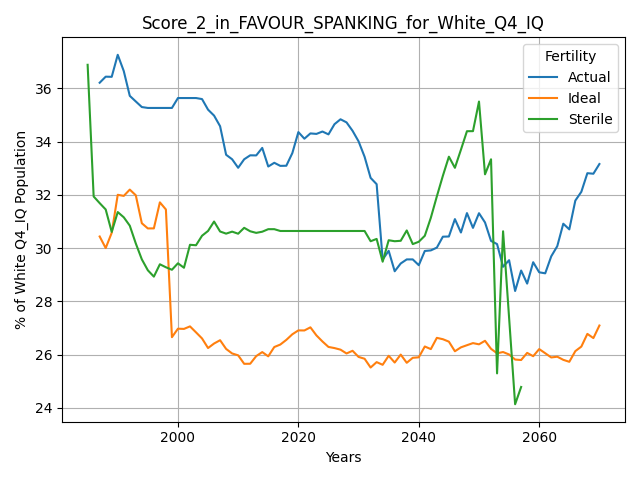 Score_2_in_FAVOUR_SPANKING_for_White_Q4_IQ
Fertility
Actual
Ideal
Sterile
% of White Q4_IQ Population
36
34
32
30
28
26
24
2000
2020
2040
2060
Years